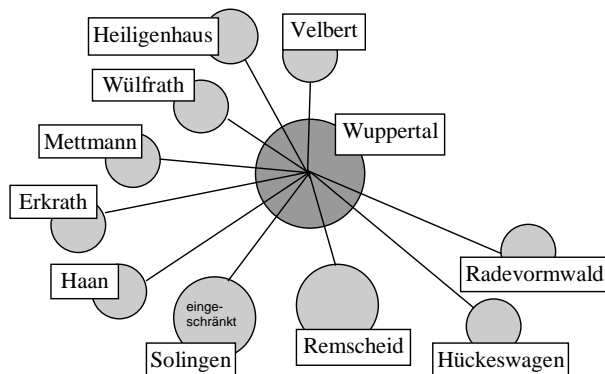 Velbert
Heiligenhaus
Wülfrath
Wuppertal
Mettmann
Erkrath
Haan
Radevormwald
einge-
schränkt
Solingen
Remscheid
Hückeswagen